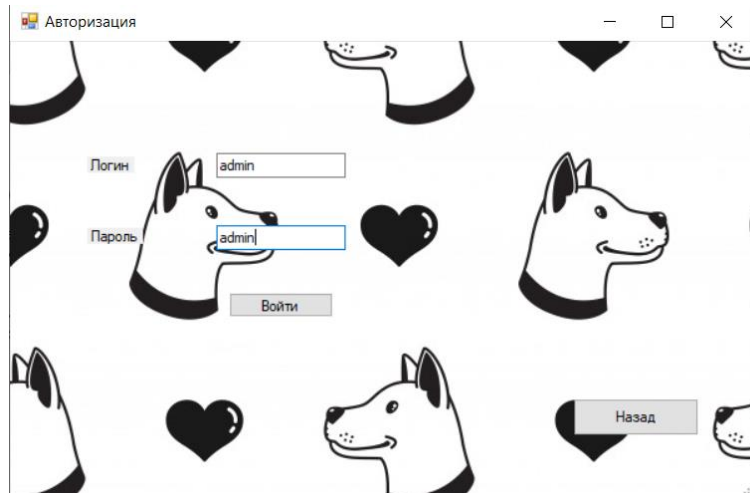 Авторизация
Логин admin
Пароль admin
Войти
Назад